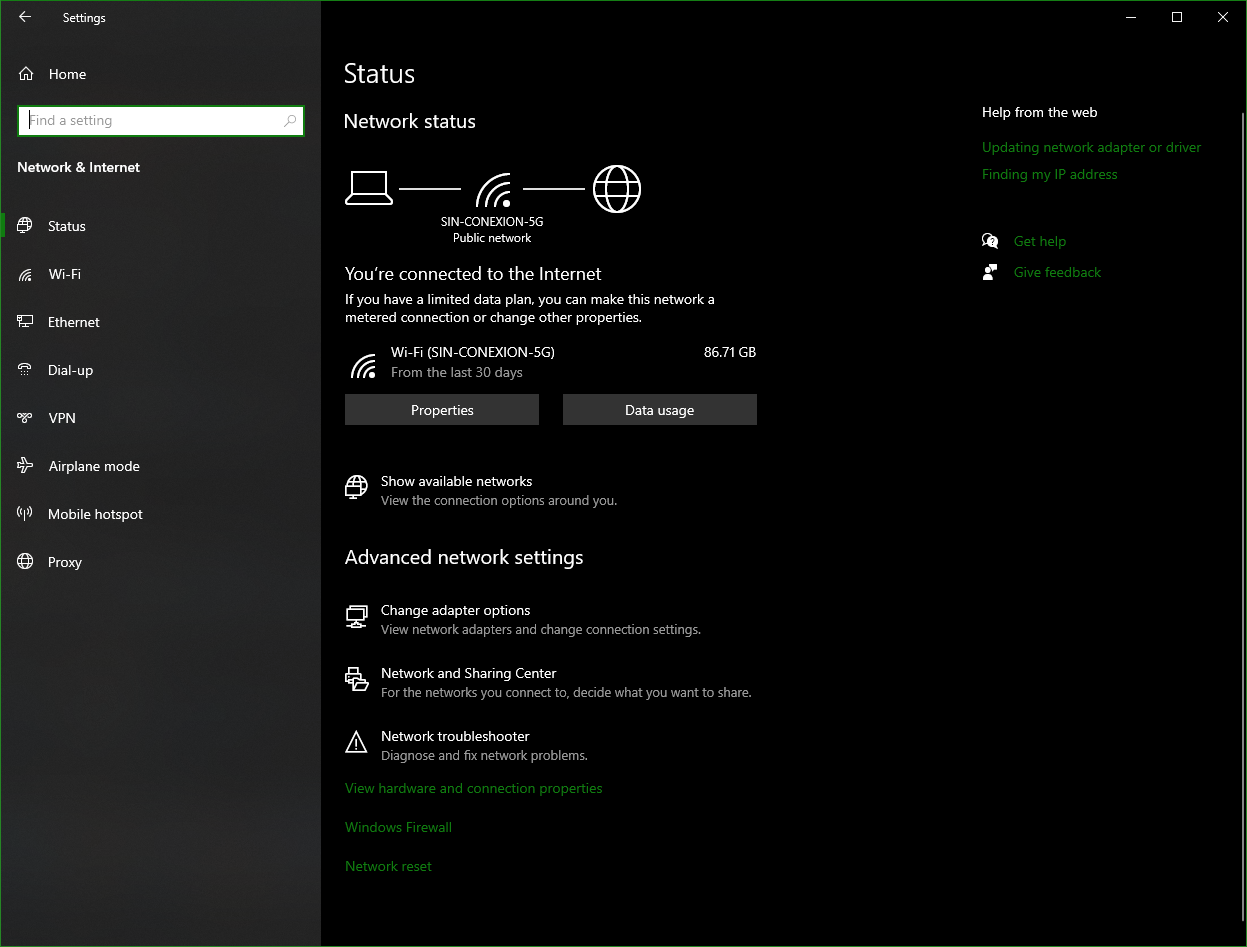 Settings
Home
Find a setting
Network & Internet
Status
Wi-Fi
Ethernet
Dial-up
VPN
Airplane mode
Mobile hotspot
Proxy
Status
Network status
SIN-CONEXION-5G
Public network
You're connected to the Internet
If you have a limited data plan, you can make this network a
metered connection or change other properties.
Wi-Fi (SIN-CONEXION-5G) 86.71 GB
From the last 30 days
Properties Data usage
Show available networks
View the connection options around you.
Advanced network settings
Change adapter options
View network adapters and change connection settings.
Network and Sharing Center
For the networks you connect to, decide what you want to share.
Network troubleshooter
Diagnose and fix network problems.
View hardware and connection properties
Windows Firewall
Network reset
Help from the web
Updating network adapter or driver
Finding my IP address
Get help
Give feedback